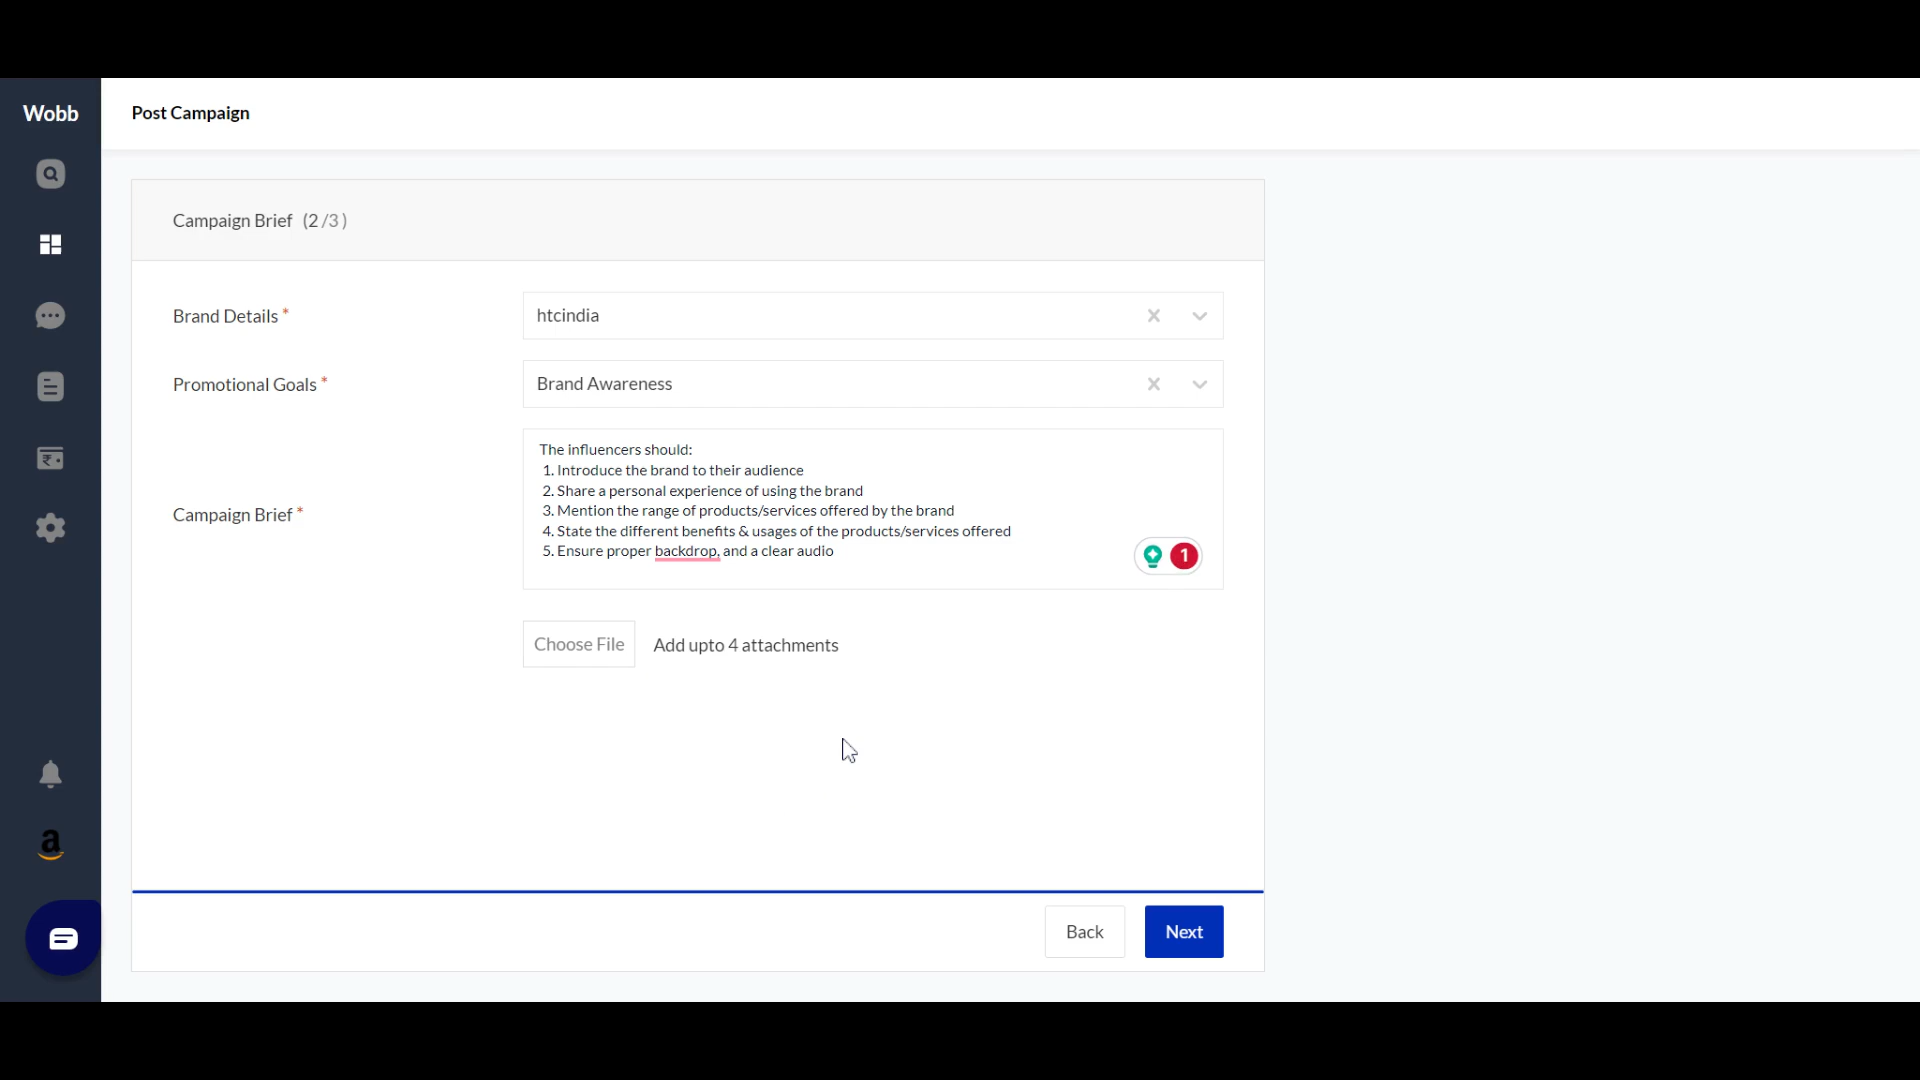 Wobb
Post Campaign
Campaign Brief (2 /3 )
Brand Details *
htcindia
Promotional Goals *
Brand Awareness
Campaign Brief *
The influencers should:
1. Introduce the brand to their audience
2. Share a personal experience of using the brand
3. Mention the range of products/services offered by the brand
4. State the different benefits & usages of the products/services offered
5. Ensure proper backdrop, and a clear audio
1
Choose File
Add upto 4 attachments
a
Back
Next